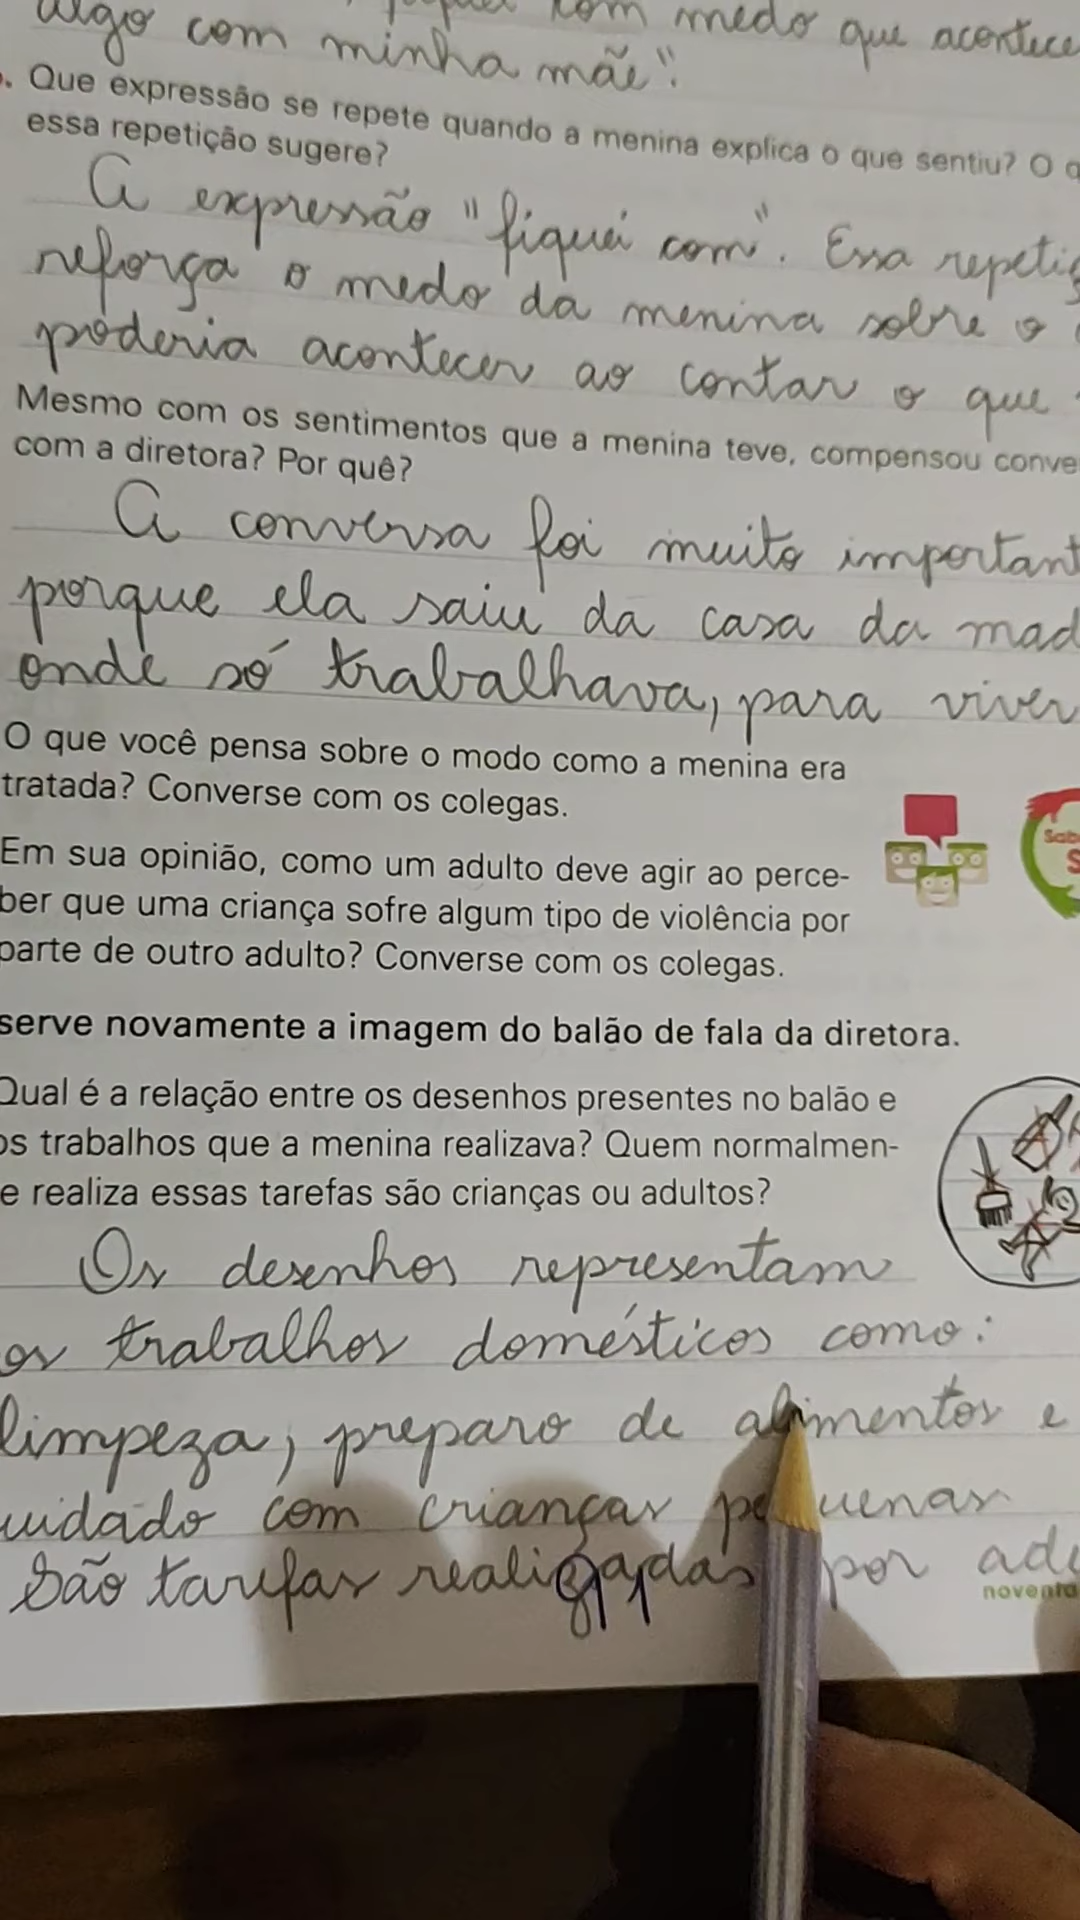 algo com minha mãe".
com medo que acontece
. Que expressão se repete quando a menina explica o que sentiu? O q
essa repetição sugere?
A expressão "fiquei com". Essa repetiç
reforça o medo da menina sobre o
poderia acontecer ao contar o que
Mesmo com os sentimentos que a menina teve, compensou conve
com a diretora? Por quê?
A conversa foi muito important
porque ela saiu da casa da mad
onde só trabalhava, para viver
O que você pensa sobre o modo como a menina era
tratada? Converse com os colegas.
Em sua opinião, como um adulto deve agir ao perce-
ber que uma criança sofre algum tipo de violência por
parte de outro adulto? Converse com os colegas.
serve novamente a imagem do balão de fala da diretora.
Qual é a relação entre os desenhos presentes no balão e
os trabalhos que a menina realizava? Quem normalmen-
e realiza essas tarefas são crianças ou adultos?
Os desenhos representam
os trabalhos domésticos como:
limpeza, preparo de alimentos e
uidado com crianças pequenas
São tarefas realizadas por adu
noventa